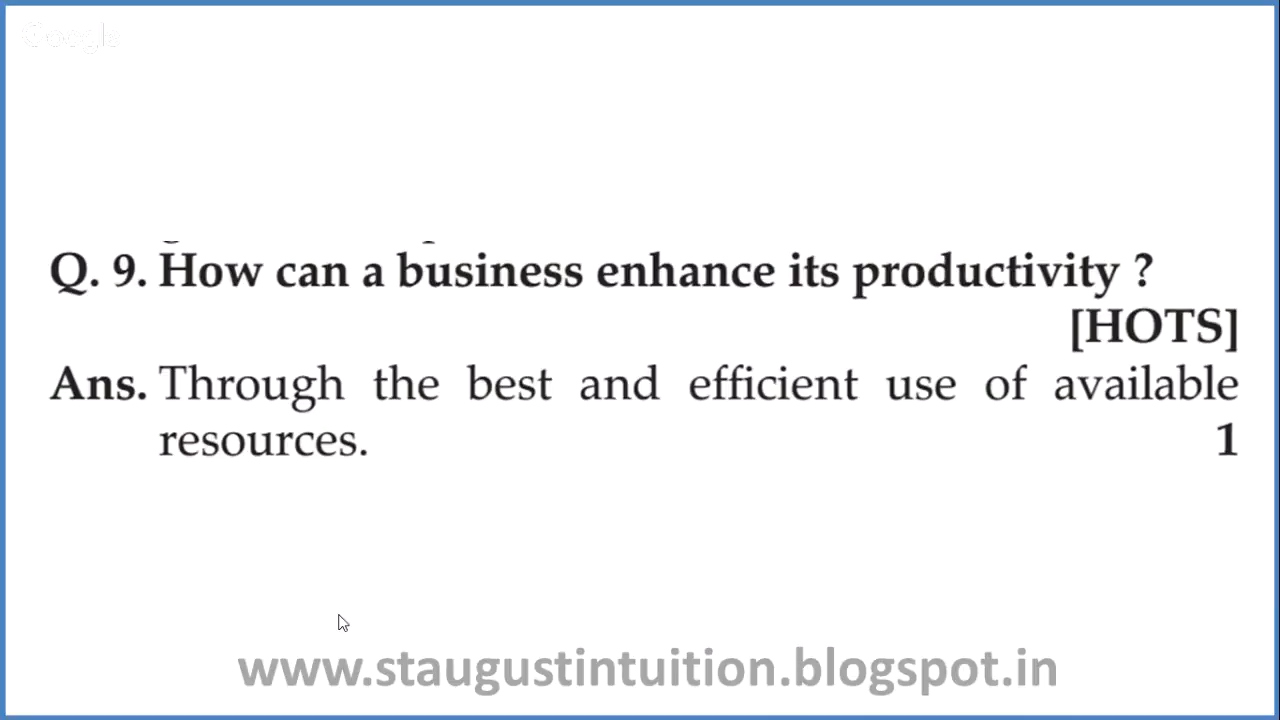 Google
Q. 9. How can a business enhance its productivity ?
[HOTS]
Ans. Through the best and efficient use of available
resources. 1
www.staugustintuition.blogspot.in